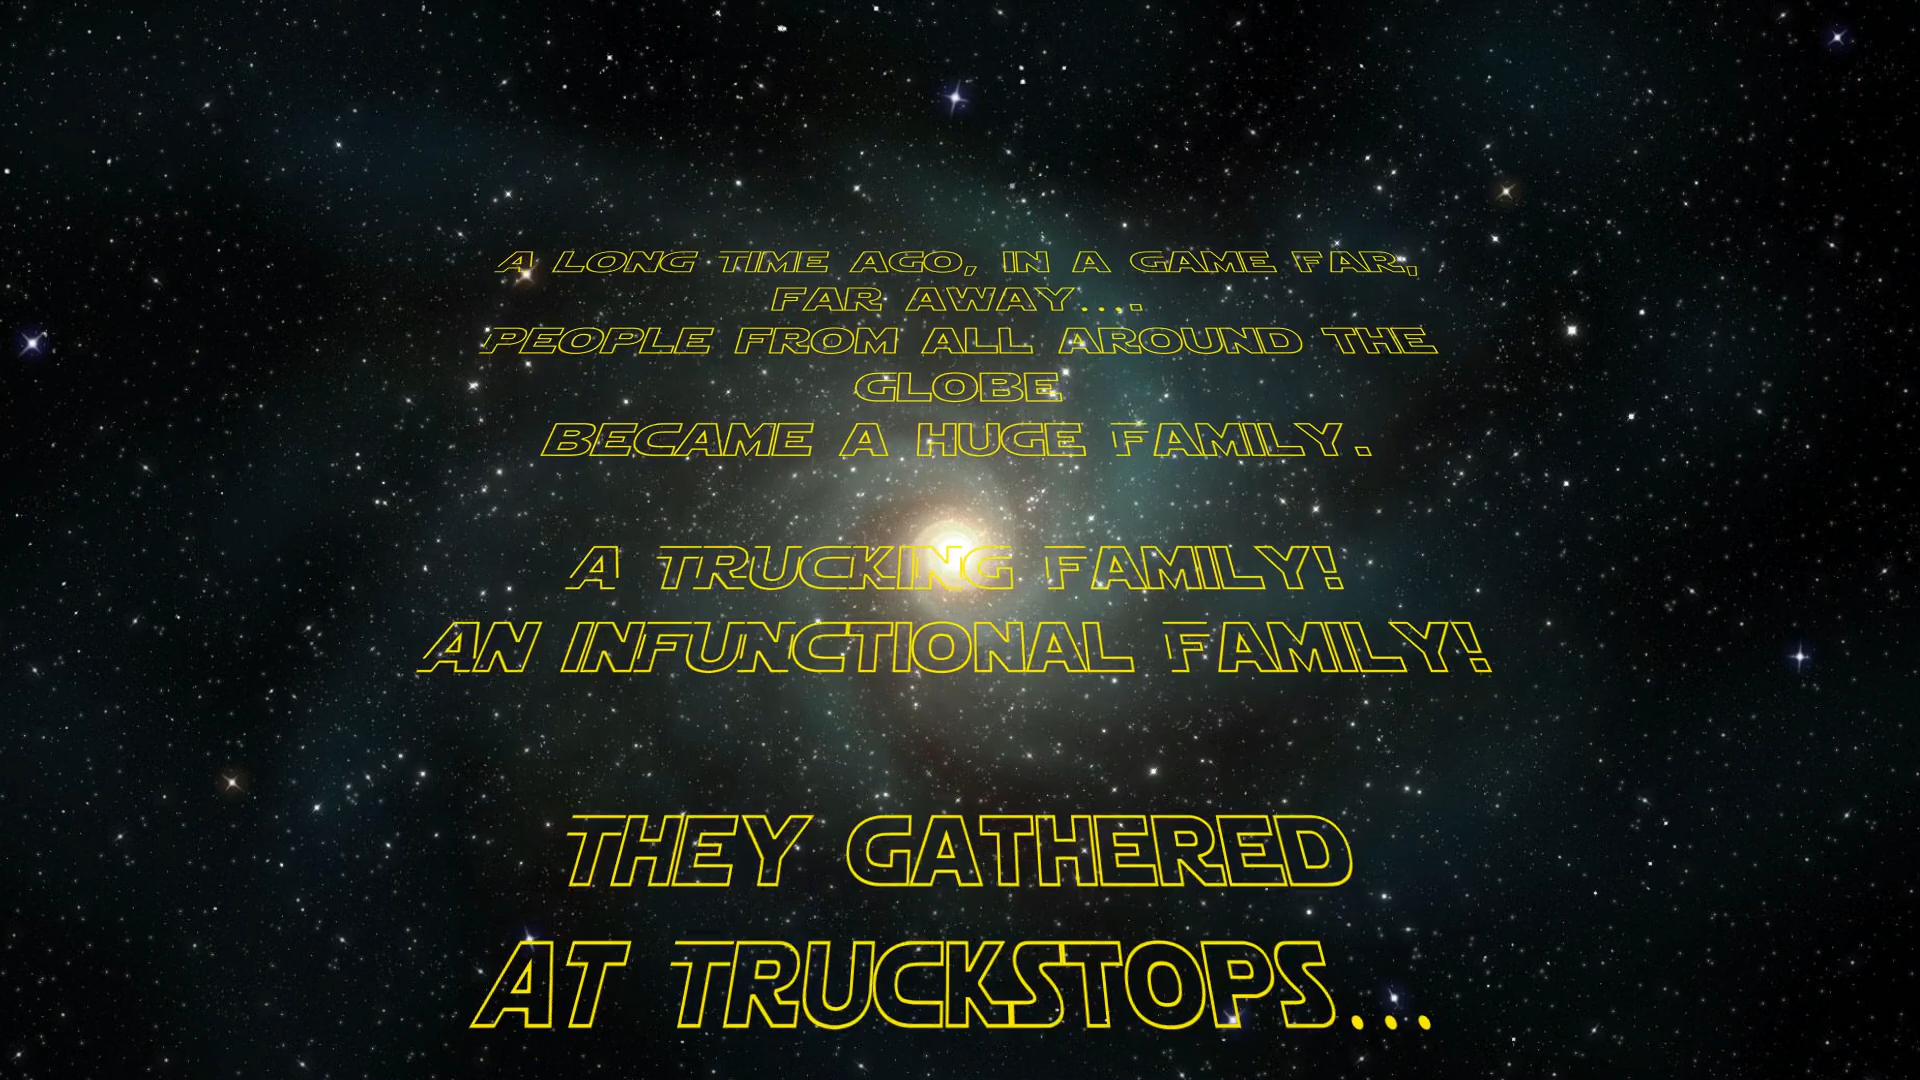 A LONG TIME AGO, IN A GAME FAR,
FAR AWAY....
PEOPLE FROM ALL AROUND THE
GLOBE
BECAME A HUGE FAMILY.
A TRUCKING FAMILY!
AN INFUNCTIONAL FAMILY!
THEY GATHERED
AT TRUCKSTOPS...